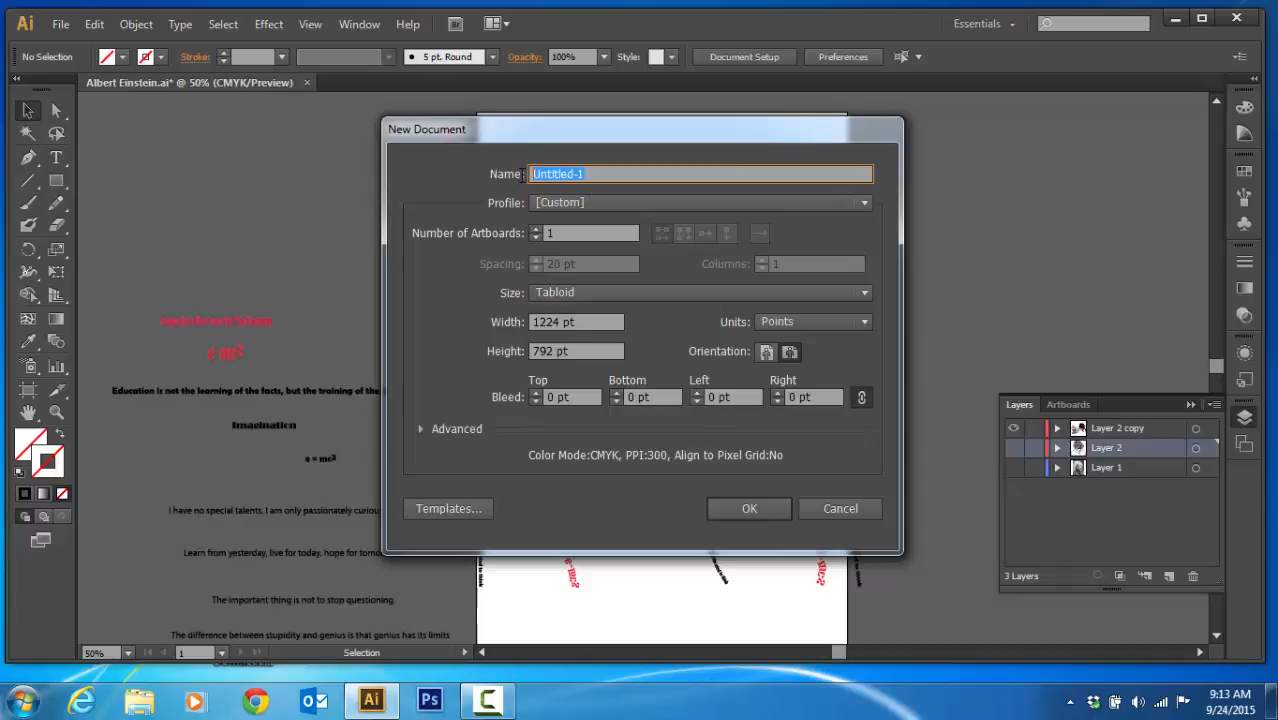 Ai File Edit Object Type Select Effect View Window Help Br Essentials
No Selection Stroke: 5 pt. Round Opacity: 100% Style: Document Setup Preferences
Albert Einstein.ai* @ 50% (CMYK/Preview) ×
New Document
Name: Untitled-1
Profile: [Custom]
Number of Artboards: 1
Spacing: 20 pt Columns: 1
Size: Tabloid
Width: 1224 pt Units: Points
Height: 792 pt Orientation:
Top Bottom Left Right
Bleed: 0 pt 0 pt 0 pt 0 pt
Advanced
Color Mode:CMYK, PPI:300, Align to Pixel Grid:No
Templates... OK Cancel
Education is not the learning of the facts, but the training of the
Imagination
e = mc²
I have no special talents. I am only passionately curiou
Learn from yesterday, live for today, hope for tomo
The important thing is not to stop questioning.
The difference between stupidity and genius is that genius has its limits
e=mc²
e=mc²
Layers Artboards
Layer 2 copy
Layer 2
Layer 1
3 Layers
50% 1 Selection
Ai Ps
9:13 AM
9/24/2015